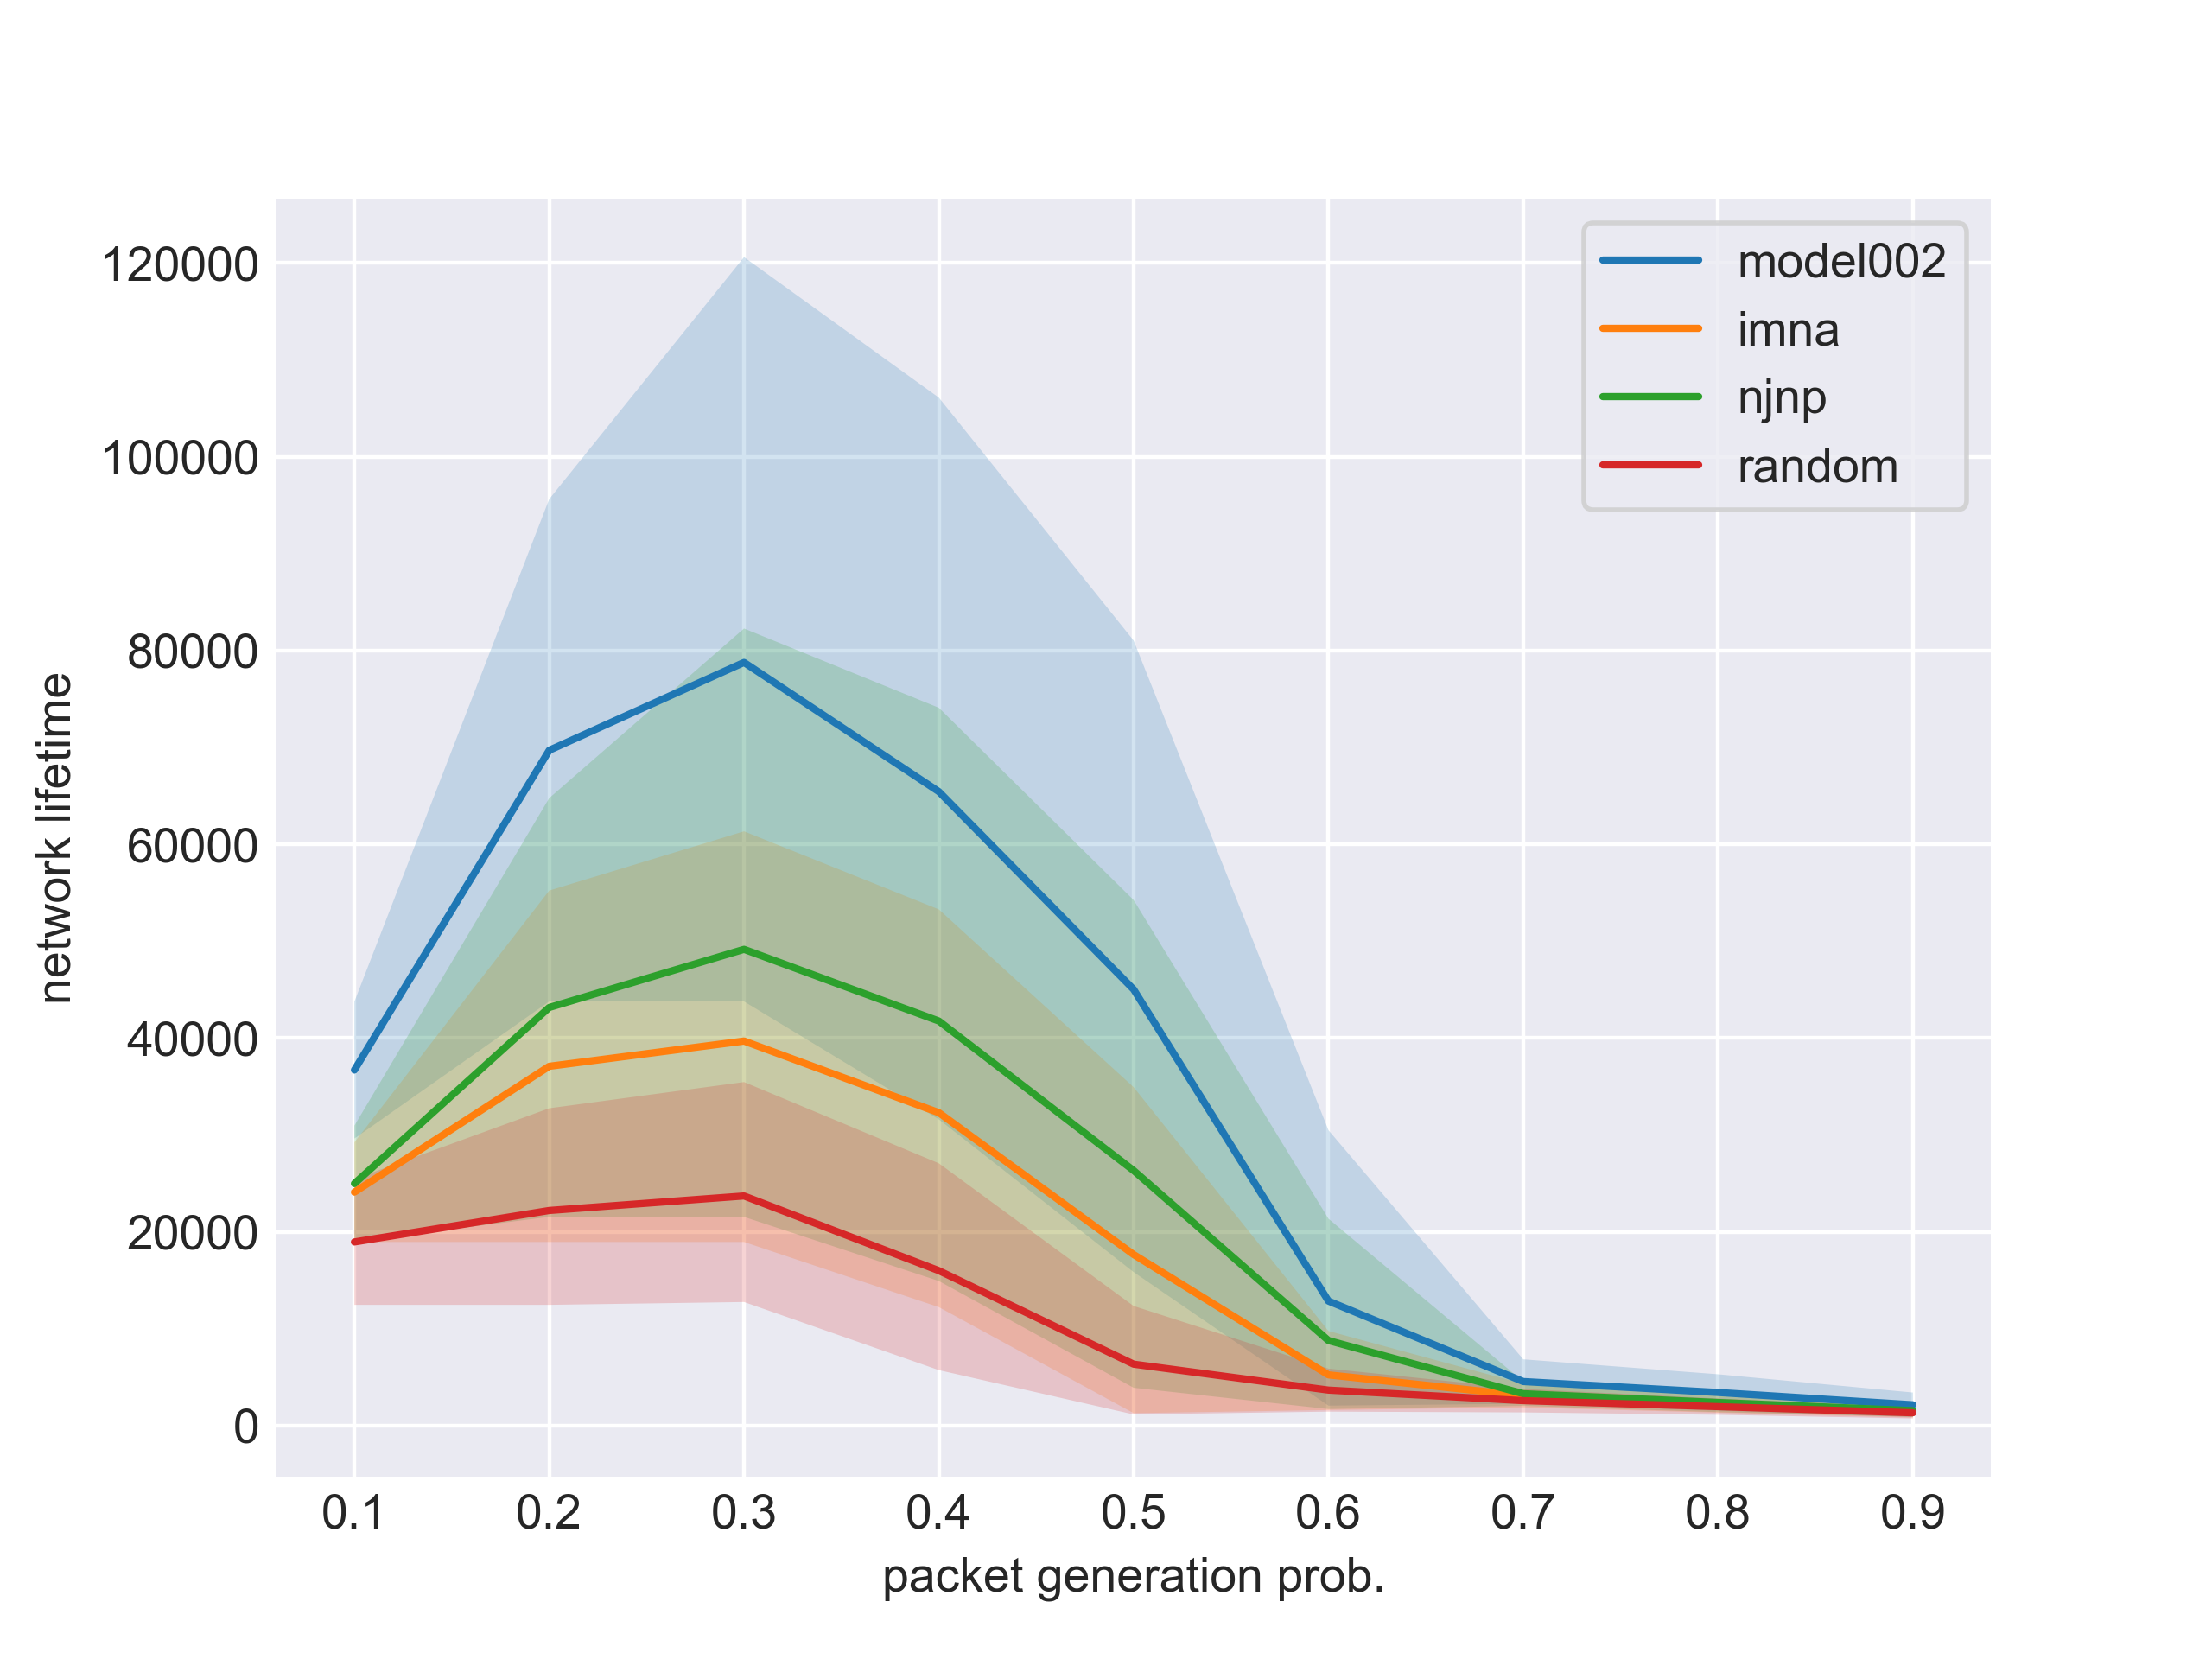 model002
imna
njnp
random
120000
100000
80000
60000
40000
20000
0
network lifetime
0.1 0.2 0.3 0.4 0.5 0.6 0.7 0.8 0.9
packet generation prob.